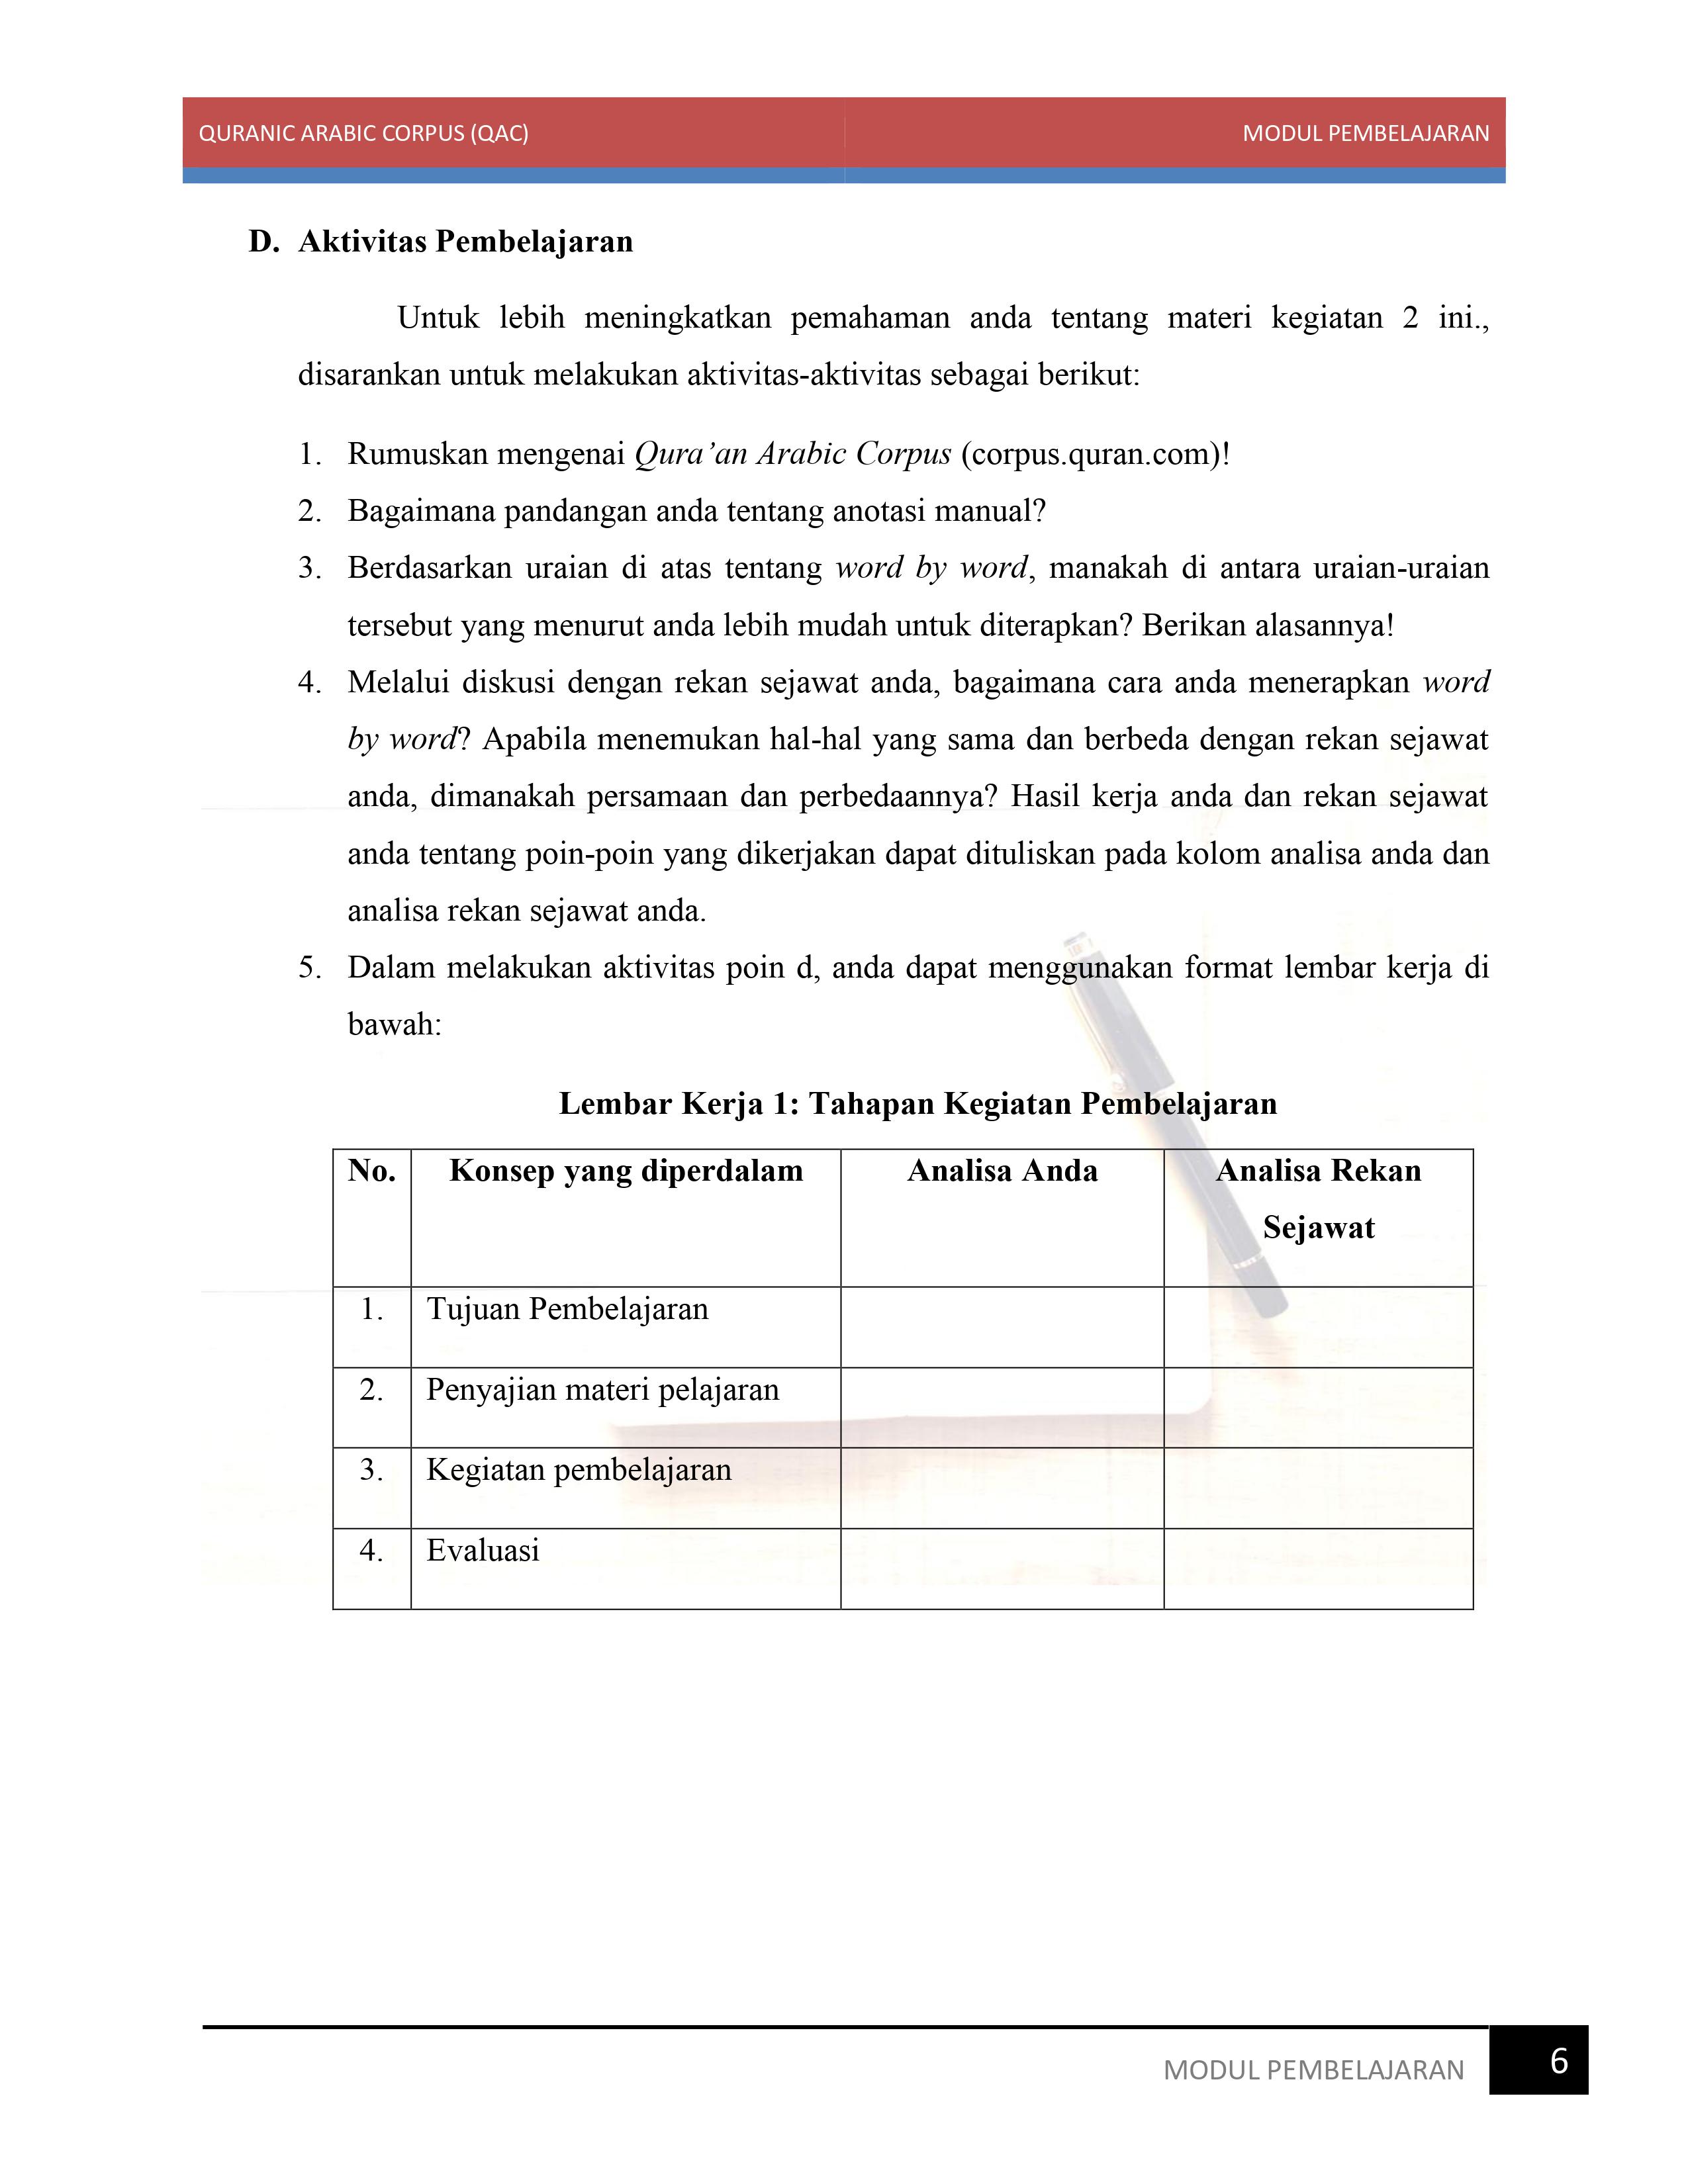 QURANIC ARABIC CORPUS (QAC) MODUL PEMBELAJARAN
D. Aktivitas Pembelajaran
Untuk lebih meningkatkan pemahaman anda tentang materi kegiatan 2 ini.,
disarankan untuk melakukan aktivitas-aktivitas sebagai berikut:
1. Rumuskan mengenai Qura’an Arabic Corpus (corpus.quran.com)!
2. Bagaimana pandangan anda tentang anotasi manual?
3. Berdasarkan uraian di atas tentang word by word, manakah di antara uraian-uraian
tersebut yang menurut anda lebih mudah untuk diterapkan? Berikan alasannya!
4. Melalui diskusi dengan rekan sejawat anda, bagaimana cara anda menerapkan word
by word? Apabila menemukan hal-hal yang sama dan berbeda dengan rekan sejawat
anda, dimanakah persamaan dan perbedaannya? Hasil kerja anda dan rekan sejawat
anda tentang poin-poin yang dikerjakan dapat dituliskan pada kolom analisa anda dan
analisa rekan sejawat anda.
5. Dalam melakukan aktivitas poin d, anda dapat menggunakan format lembar kerja di
bawah:
Lembar Kerja 1: Tahapan Kegiatan Pembelajaran
No. Konsep yang diperdalam Analisa Anda Analisa Rekan
Sejawat
1. Tujuan Pembelajaran
2. Penyajian materi pelajaran
3. Kegiatan pembelajaran
4. Evaluasi
MODUL PEMBELAJARAN 6